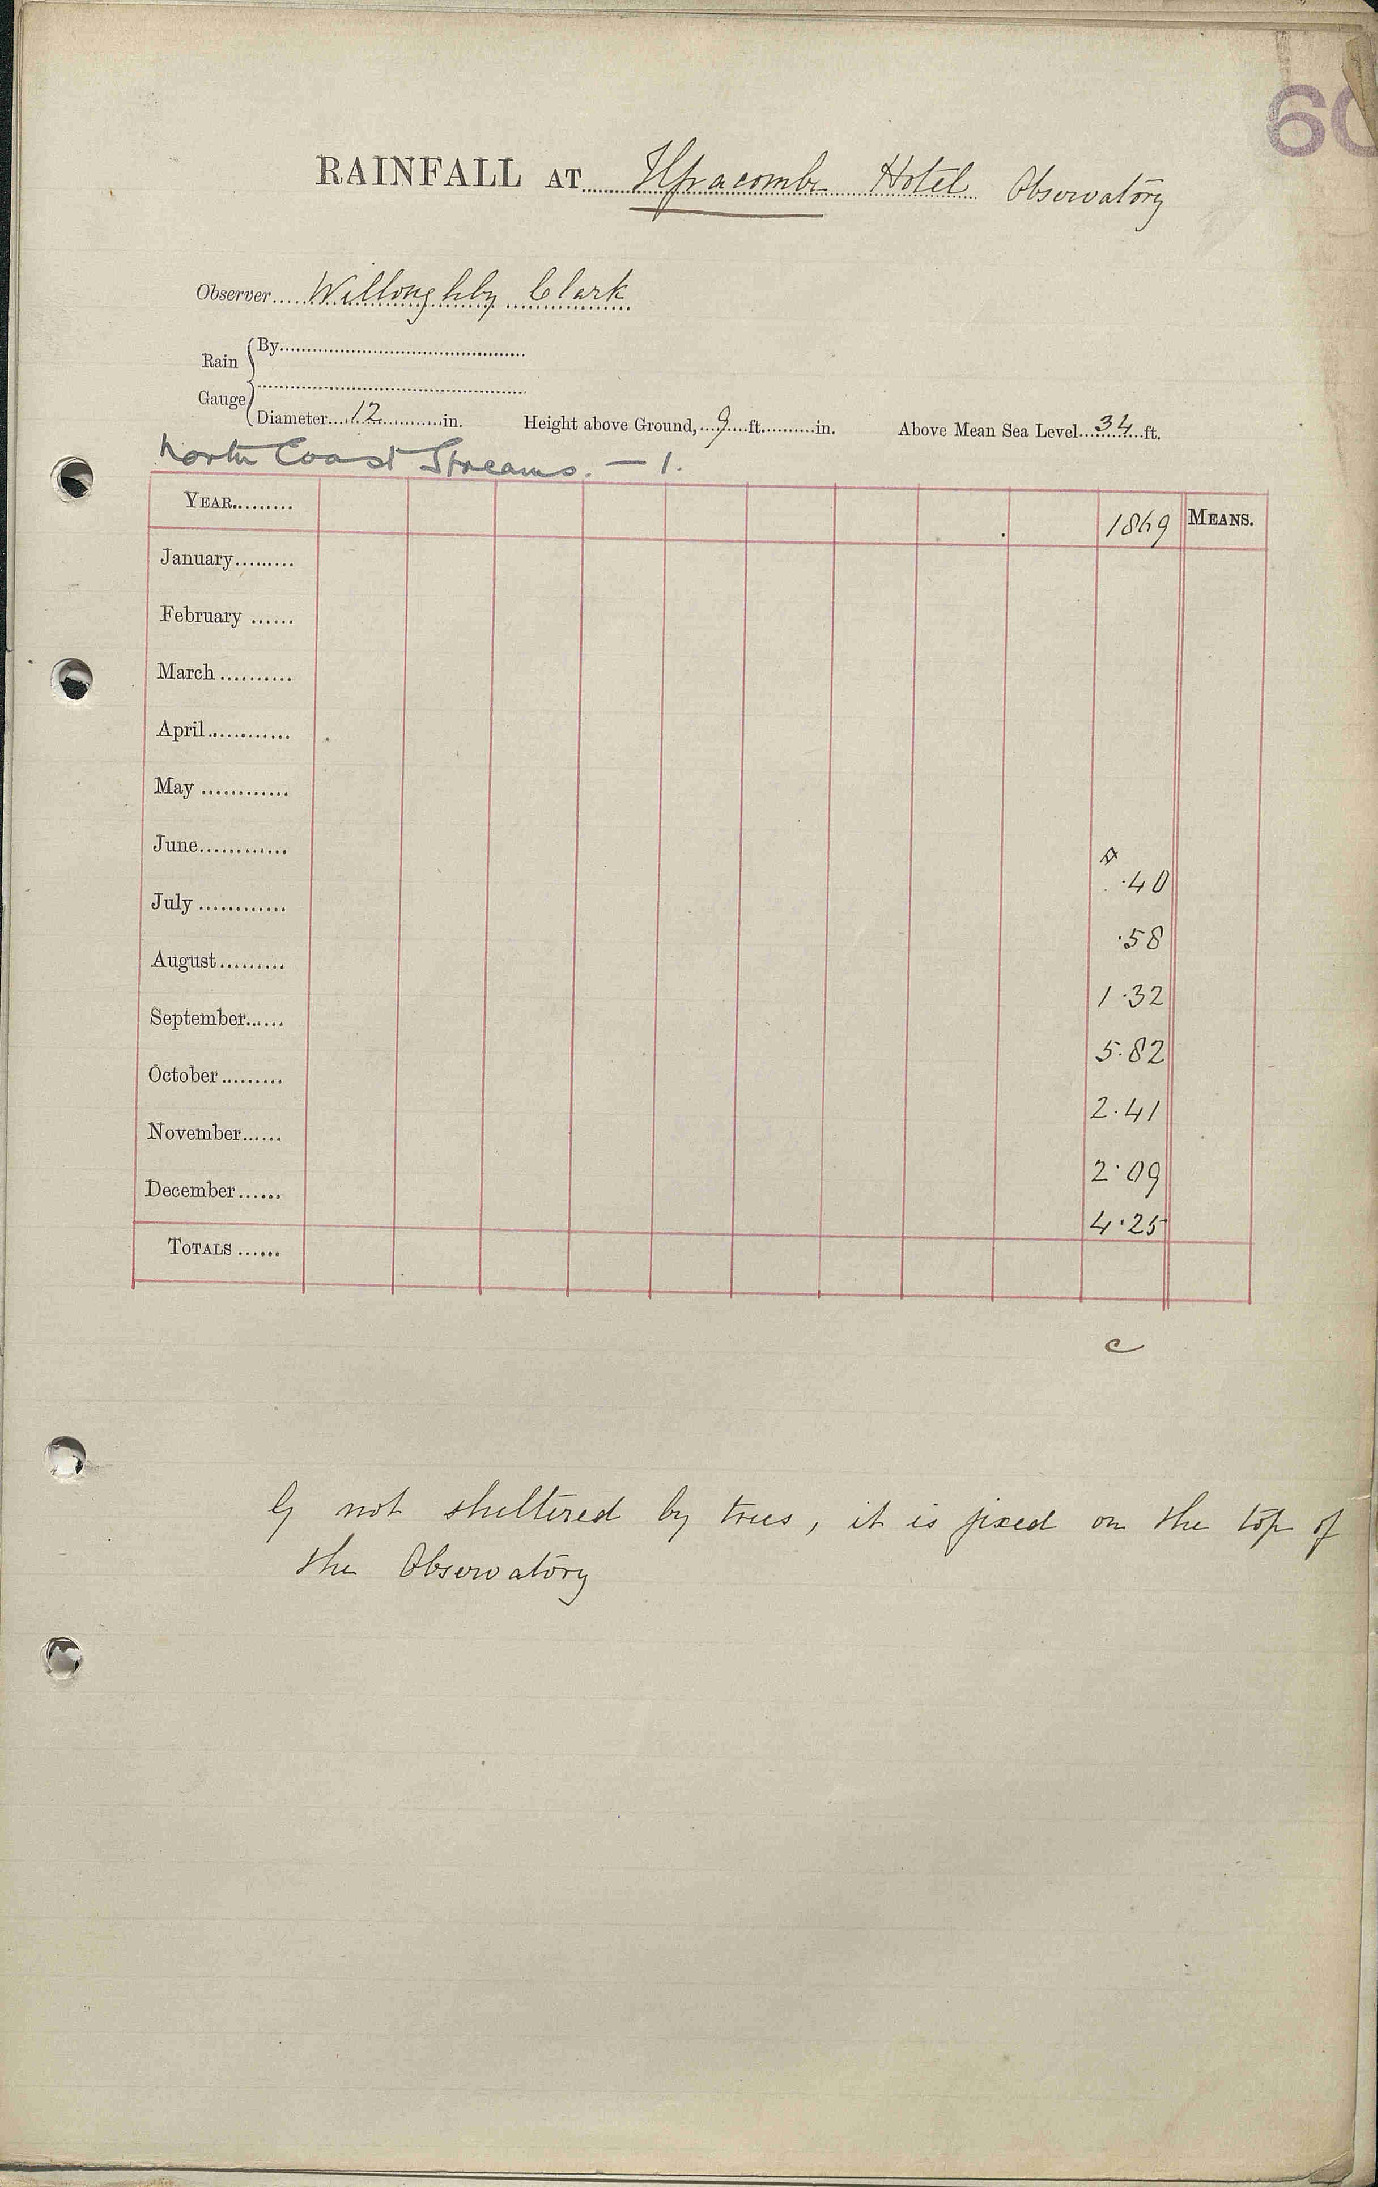 60
RAINFALL AT Ilfracombe Hotel Observatory
Observer Willoughby Clark
Rain Gauge
By
Diameter 12 in. Height above Ground, 9 ft. in. Above Mean Sea Level 34 ft.
North Coast Streams. — 1.
YEAR 1869 MEANS.
January
February
March
April
May
June ·40
July ·58
August 1·32
September 5·82
October 2·41
November 2·09
December 4·25
TOTALS
c
G not sheltered by trees, it is fixed on the top of
the Observatory